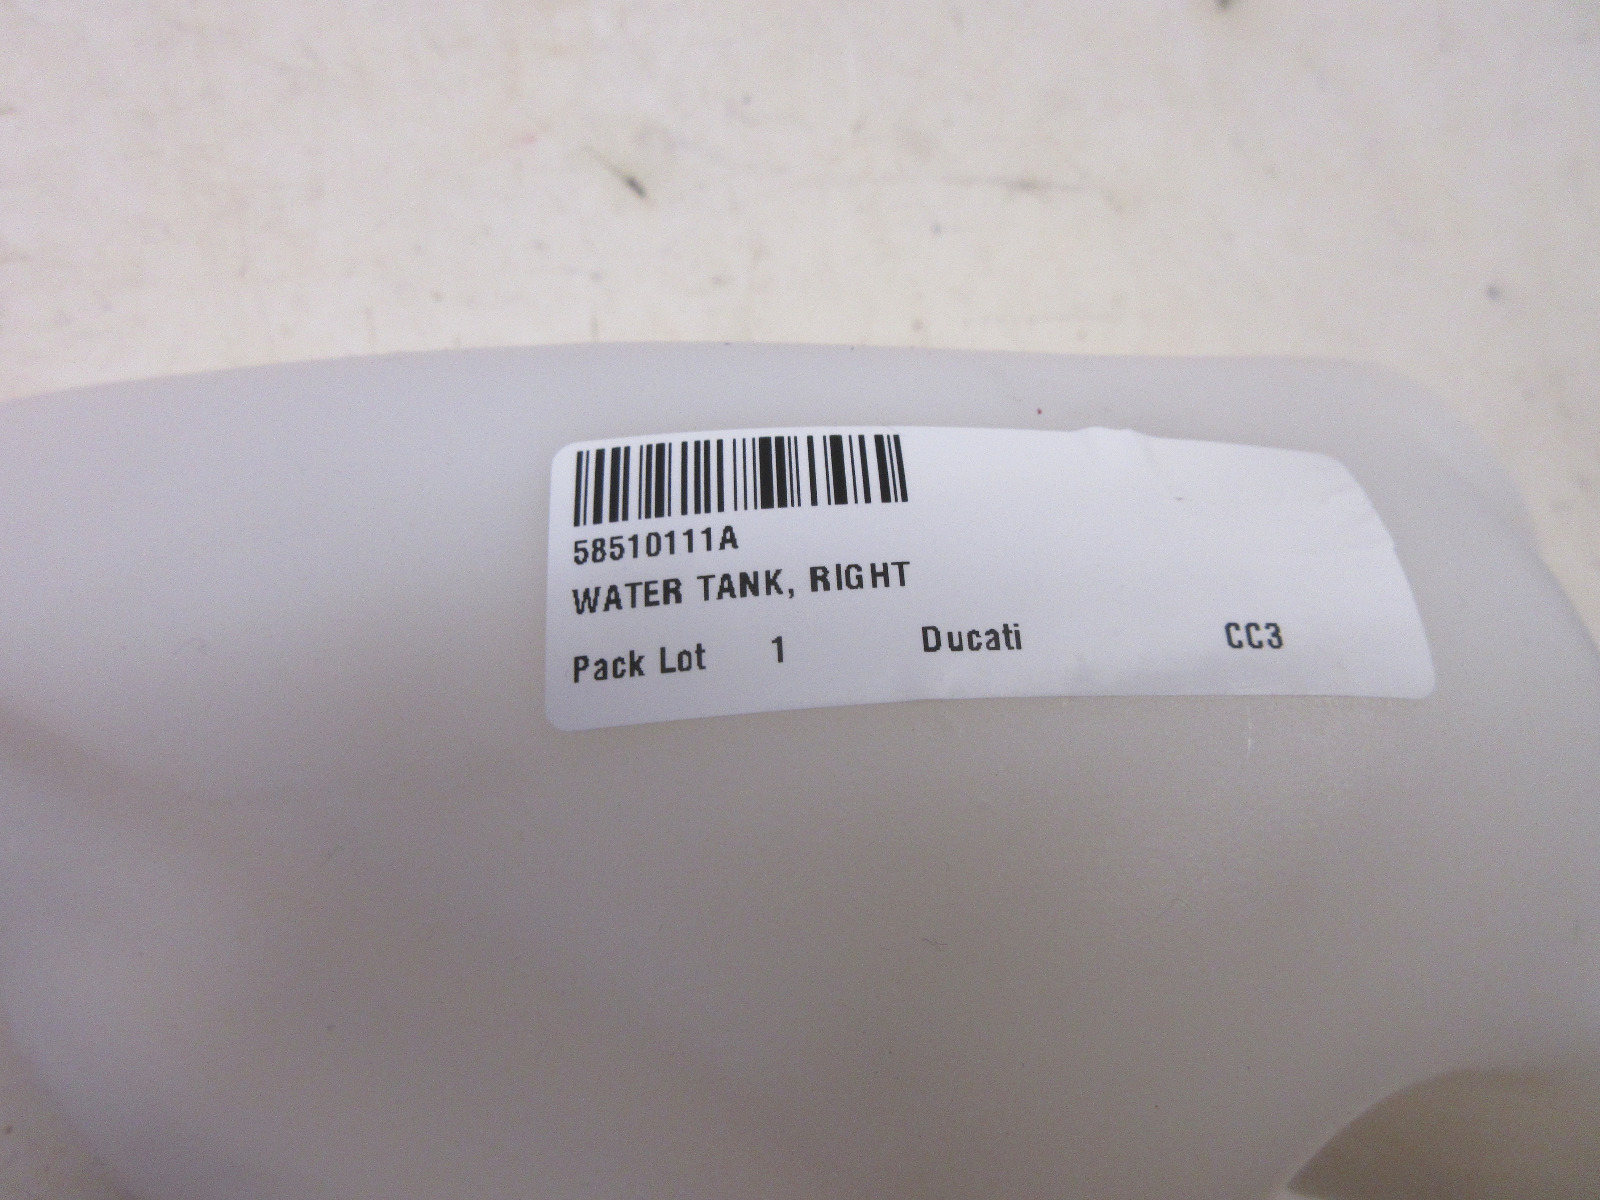 58510111A
WATER TANK, RIGHT
Pack Lot 1 Ducati CC3